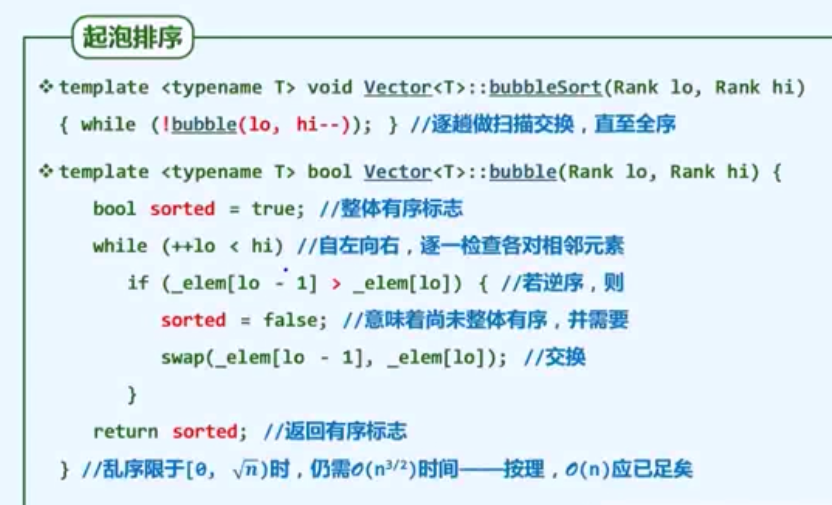 起泡排序
❖ template <typename T> void Vector<T>::bubbleSort(Rank lo, Rank hi)
{ while (!bubble(lo, hi--)); } //逐趟做扫描交换，直至全序
❖ template <typename T> bool Vector<T>::bubble(Rank lo, Rank hi) {
bool sorted = true; //整体有序标志
while (++lo < hi) //自左向右，逐一检查各对相邻元素
if (_elem[lo - 1] > _elem[lo]) { //若逆序，则
sorted = false; //意味着尚未整体有序，并需要
swap(_elem[lo - 1], _elem[lo]); //交换
}
return sorted; //返回有序标志
} //乱序限于[0, √n)时，仍需O(n^{3/2})时间——按理，O(n)应已足矣